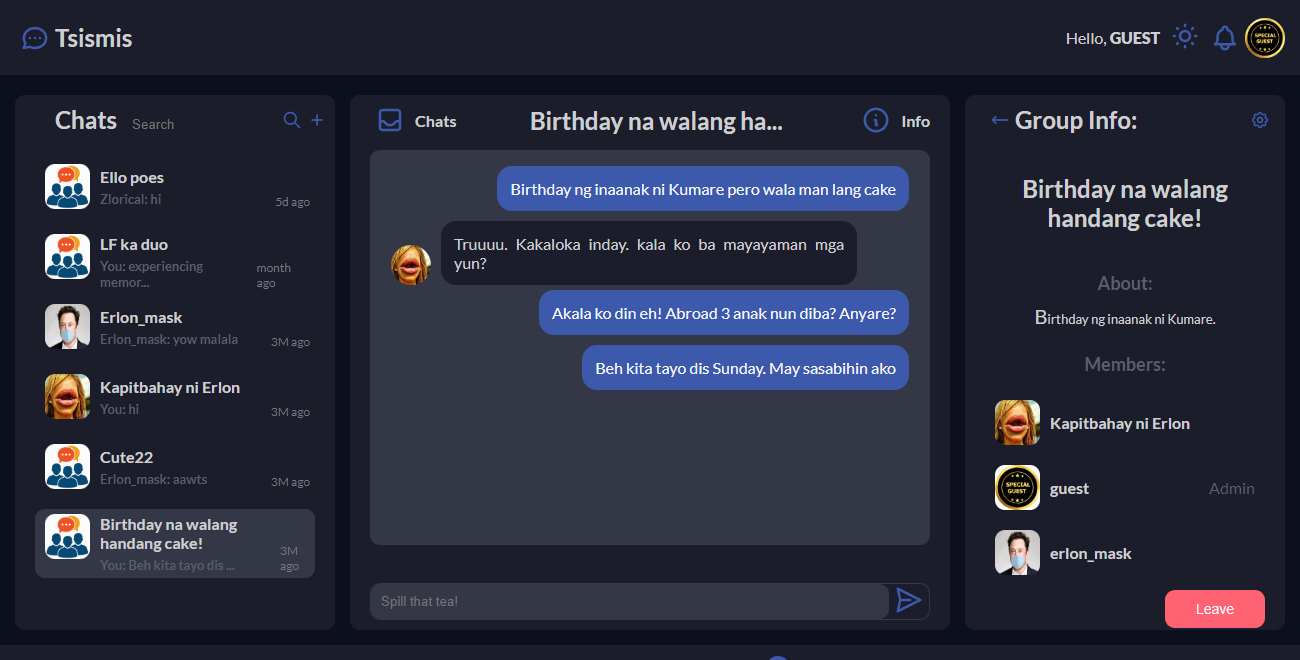 Tsismis
Hello, GUEST
SPECIAL
GUEST
Chats
Search
Ello poes
Zlorical: hi
5d ago
LF ka duo
You: experiencing
memor...
month
ago
Erlon_mask
Erlon_mask: yow malala
3M ago
Kapitbahay ni Erlon
You: hi
3M ago
Cute22
Erlon_mask: aawts
3M ago
Birthday na walang
handang cake!
You: Beh kita tayo dis ...
3M
ago
Chats
Birthday na walang ha...
Info
Birthday ng inaanak ni Kumare pero wala man lang cake
Truuuu. Kakaloka inday. kala ko ba mayayaman mga
yun?
Akala ko din eh! Abroad 3 anak nun diba? Anyare?
Beh kita tayo dis Sunday. May sasabihin ako
Spill that tea!
Group Info:
Birthday na walang
handang cake!
About:
Birthday ng inaanak ni Kumare.
Members:
Kapitbahay ni Erlon
SPECIAL
GUEST
guest
Admin
erlon_mask
Leave